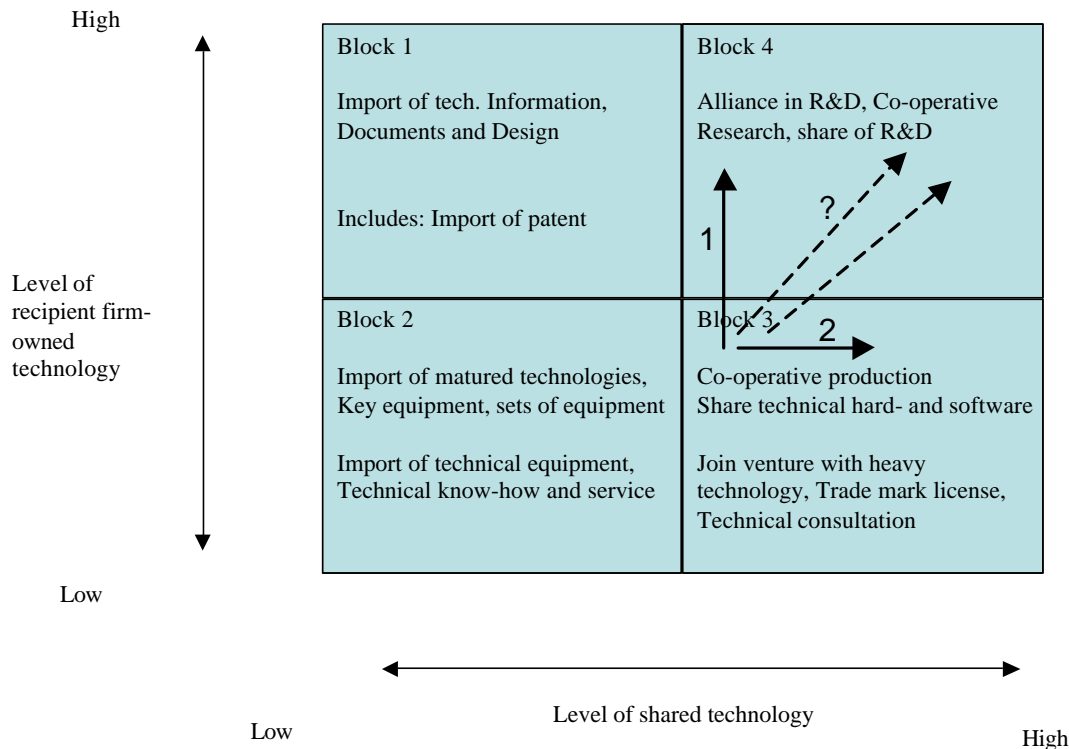 High
Block 1
Import of tech. Information,
Documents and Design
Includes: Import of patent
Block 4
Alliance in R&D, Co-operative
Research, share of R&D
?
1
Level of
recipient firm-
owned
technology
Block 2
Import of matured technologies,
Key equipment, sets of equipment
Import of technical equipment,
Technical know-how and service
Block 3
2
Co-operative production
Share technical hard- and software
Join venture with heavy
technology, Trade mark license,
Technical consultation
Low
Low
Level of shared technology
High